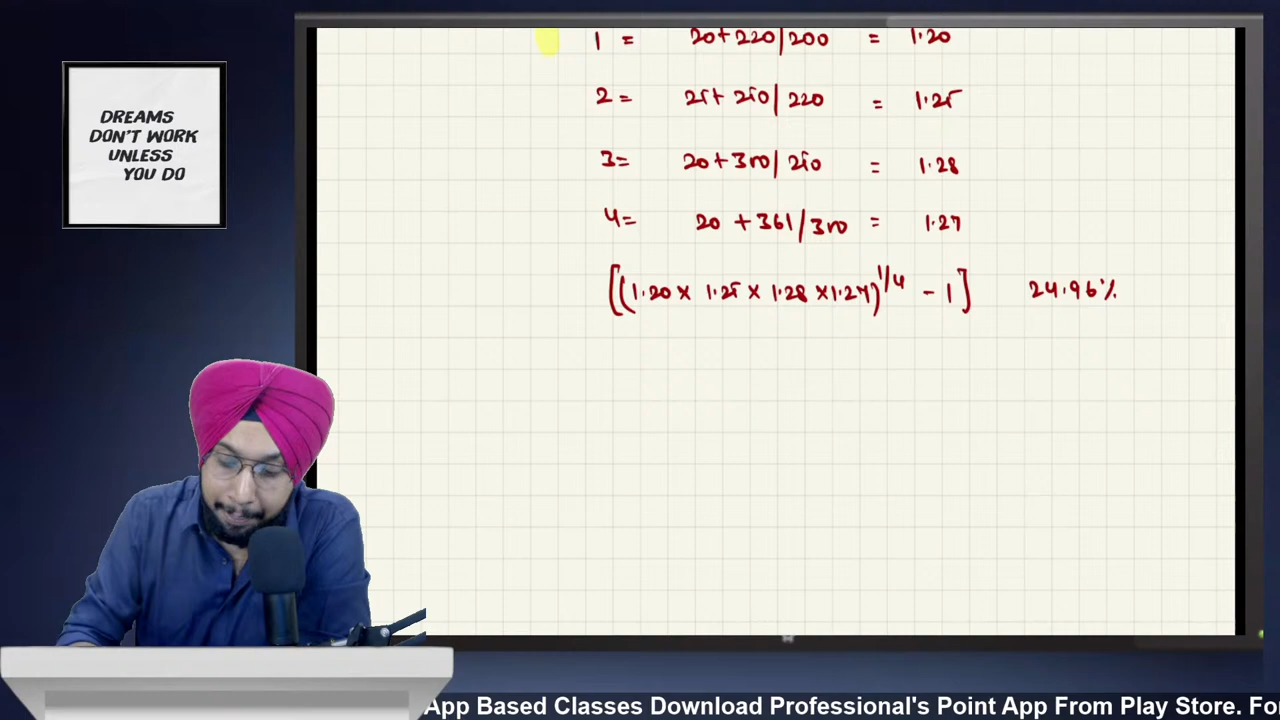 DREAMS
DON'T WORK
UNLESS
YOU DO
1 = 20+220/200 = 1.20
2 = 25+250/220 = 1.25
3= 20+300/250 = 1.28
4= 20 +361/300 = 1.27
[(1.20 x 1.25 x 1.28 x 1.27)^1/4 - 1] 24.96%
App Based Classes Download Professional's Point App From Play Store. Fo